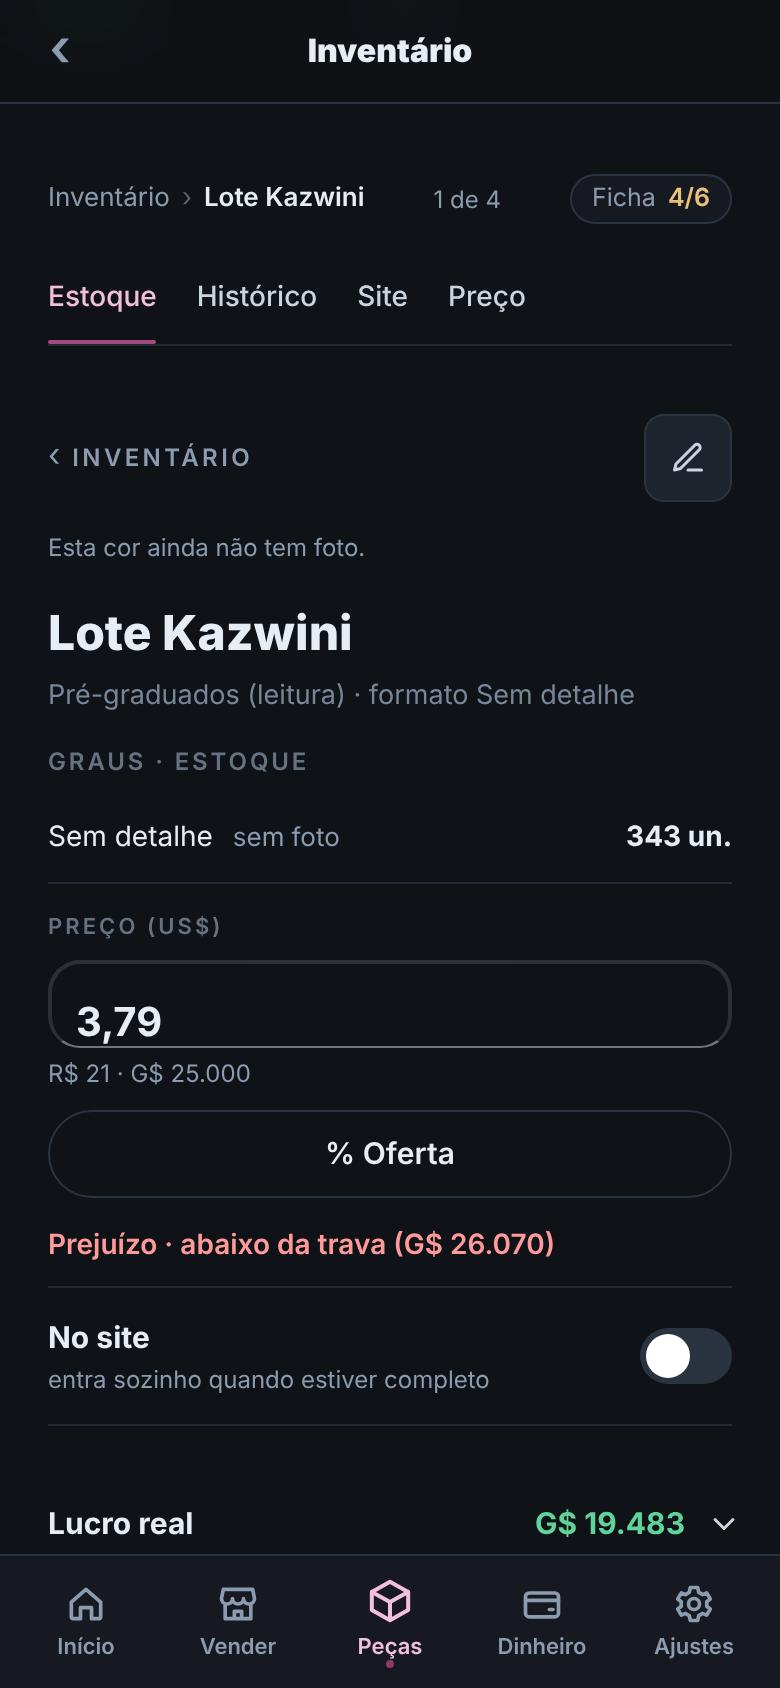 Inventário
Inventário › Lote Kazwini 1 de 4 Ficha 4/6
Estoque Histórico Site Preço
‹ INVENTÁRIO
Esta cor ainda não tem foto.
Lote Kazwini
Pré-graduados (leitura) · formato Sem detalhe
GRAUS · ESTOQUE
Sem detalhe sem foto 343 un.
PREÇO (US$)
3,79
R$ 21 · G$ 25.000
% Oferta
Prejuízo · abaixo da trava (G$ 26.070)
No site
entra sozinho quando estiver completo
Lucro real G$ 19.483
Início Vender Peças Dinheiro Ajustes